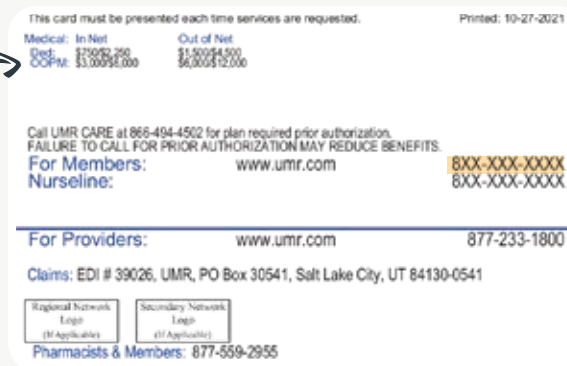 This card must be presented each time services are requested. Printed: 10-27-2021
Medical: In Net Out of Net
Ded: $750/$2,250 $1,500/$4,500
OOPM: $3,000/$6,000 $6,000/$12,000
Call UMR CARE at 866-494-4502 for plan required prior authorization.
FAILURE TO CALL FOR PRIOR AUTHORIZATION MAY REDUCE BENEFITS.
For Members: www.umr.com 8XX-XXX-XXXX
Nurseline: 8XX-XXX-XXXX
For Providers: www.umr.com 877-233-1800
Claims: EDI # 39026, UMR, PO Box 30541, Salt Lake City, UT 84130-0541
Regional Network Logo (If Applicable)
Secondary Network Logo (If Applicable)
Pharmacists & Members: 877-559-2955